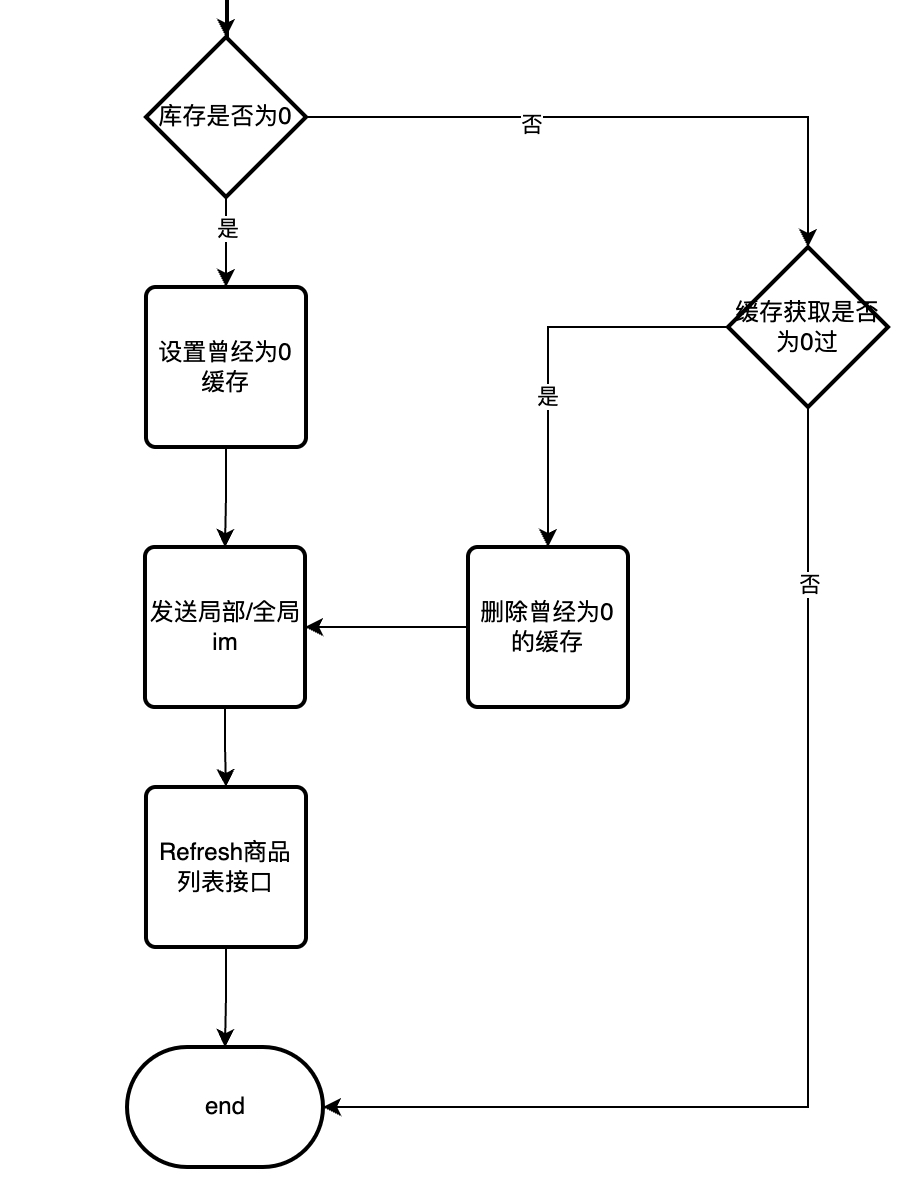 库存是否为0
否
是
缓存获取是否
为0过
设置曾经为0
缓存
是
否
发送局部/全局
im
删除曾经为0
的缓存
Refresh商品
列表接口
end